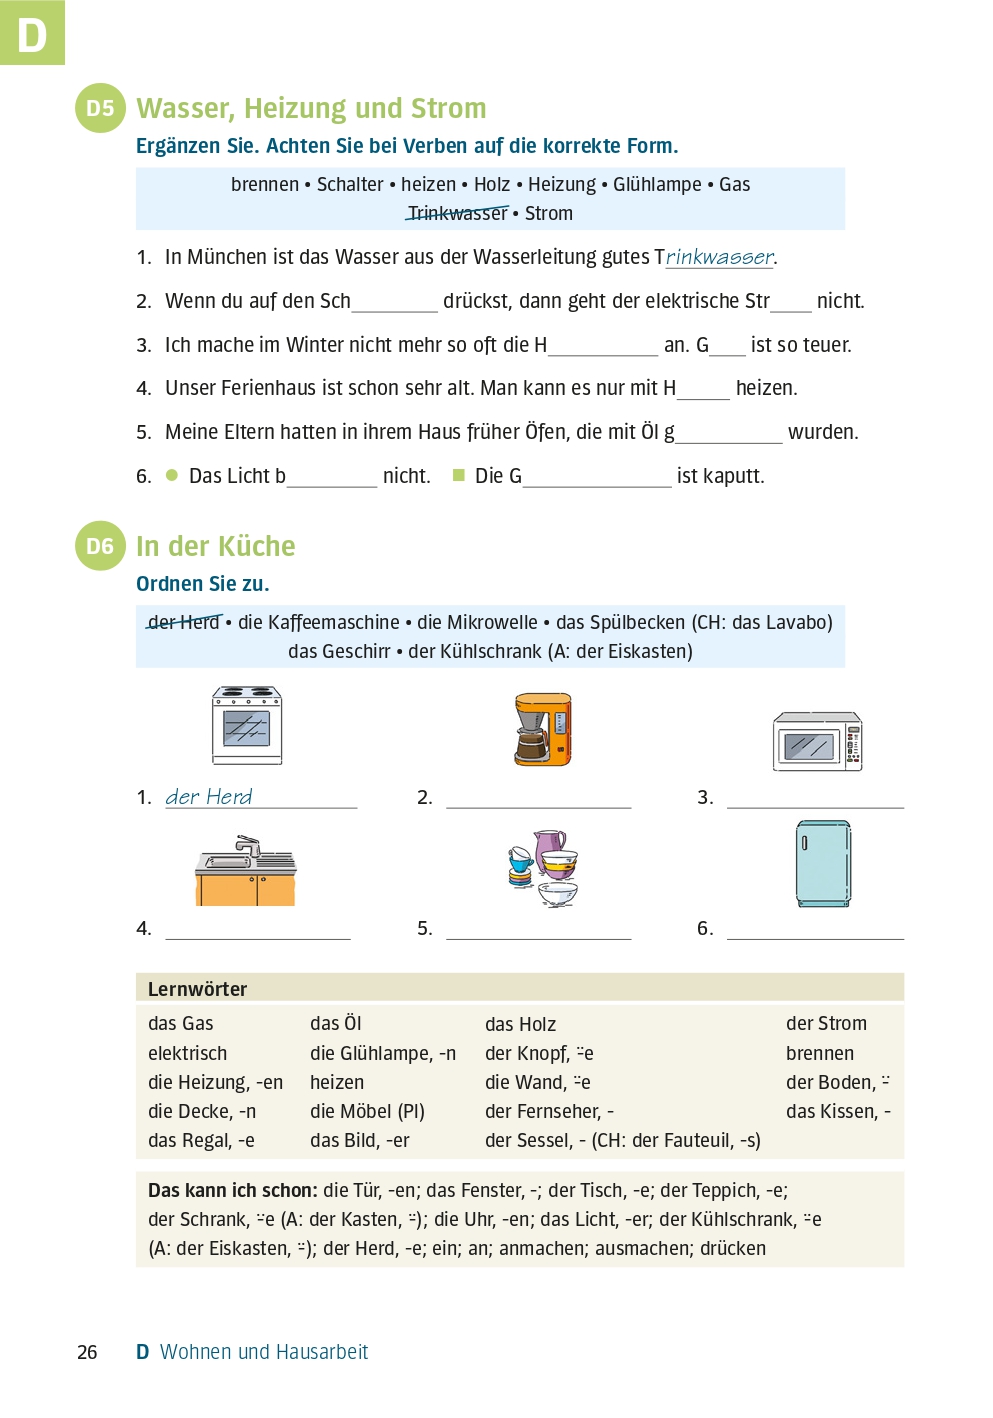 D
D5 Wasser, Heizung und Strom
Ergänzen Sie. Achten Sie bei Verben auf die korrekte Form.
brennen • Schalter • heizen • Holz • Heizung • Glühlampe • Gas
Trinkwasser • Strom
1. In München ist das Wasser aus der Wasserleitung gutes Trinkwasser.
2. Wenn du auf den Sch________ drückst, dann geht der elektrische Str____ nicht.
3. Ich mache im Winter nicht mehr so oft die H__________ an. G___ ist so teuer.
4. Unser Ferienhaus ist schon sehr alt. Man kann es nur mit H_____ heizen.
5. Meine Eltern hatten in ihrem Haus früher Öfen, die mit Öl g__________ wurden.
6. ● Das Licht b________ nicht. ■ Die G______________ ist kaputt.
D6 In der Küche
Ordnen Sie zu.
der Herd • die Kaffeemaschine • die Mikrowelle • das Spülbecken (CH: das Lavabo)
das Geschirr • der Kühlschrank (A: der Eiskasten)
1. der Herd 2. ________ 3. ________
4. ________ 5. ________ 6. ________
Lernwörter
das Gas das Öl das Holz der Strom
elektrisch die Glühlampe, -n der Knopf, ⸚e brennen
die Heizung, -en heizen die Wand, ⸚e der Boden, ⸚
die Decke, -n die Möbel (Pl) der Fernseher, - das Kissen, -
das Regal, -e das Bild, -er der Sessel, - (CH: der Fauteuil, -s)
Das kann ich schon: die Tür, -en; das Fenster, -; der Tisch, -e; der Teppich, -e;
der Schrank, ⸚e (A: der Kasten, ⸚); die Uhr, -en; das Licht, -er; der Kühlschrank, ⸚e
(A: der Eiskasten, ⸚); der Herd, -e; ein; an; anmachen; ausmachen; drücken
26 D Wohnen und Hausarbeit